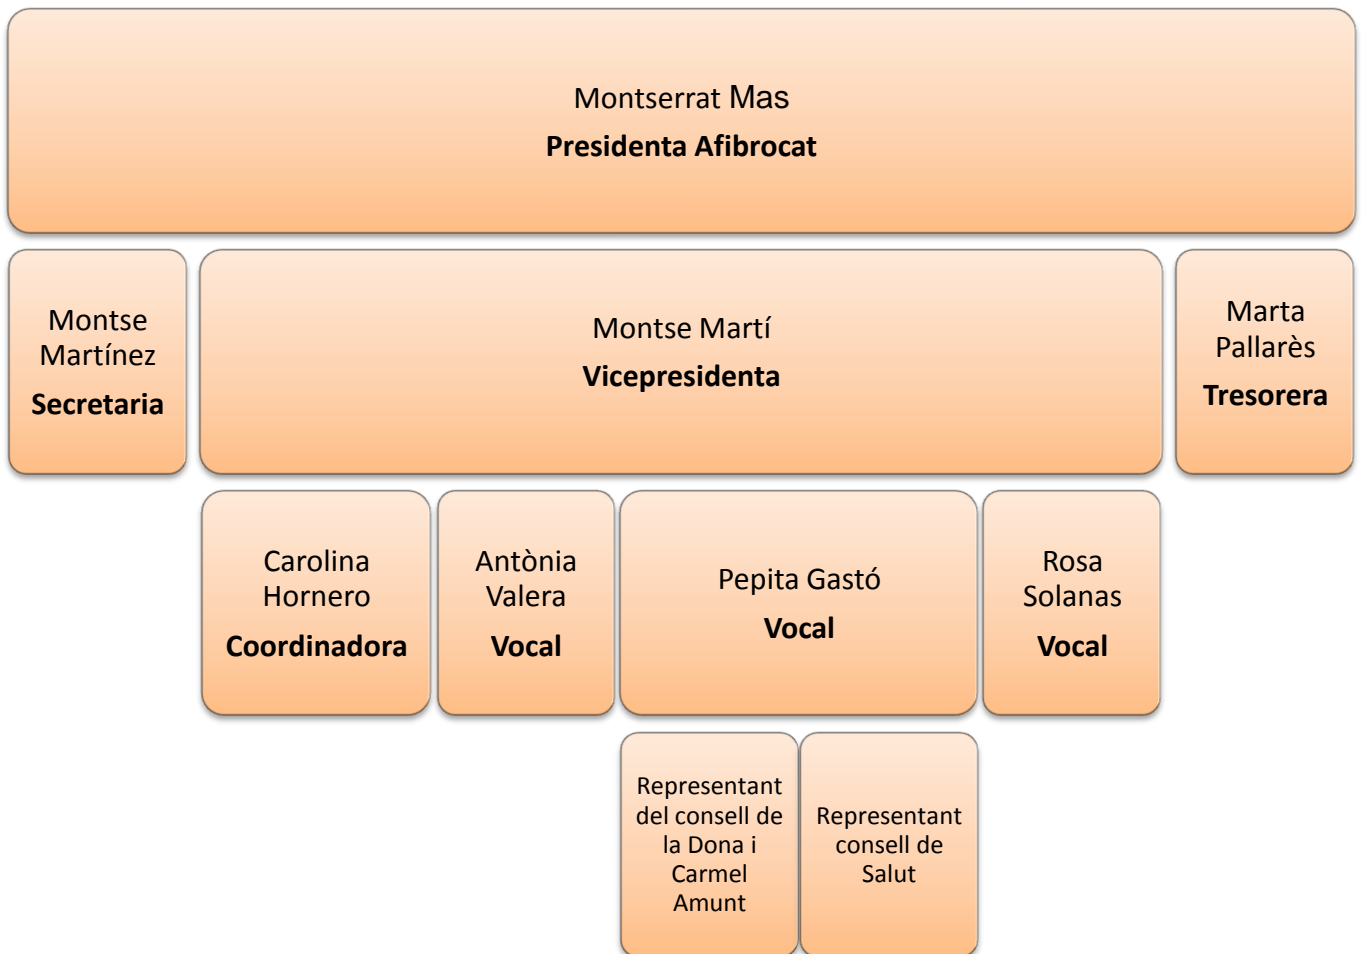 Montserrat Mas
Presidenta Afibrocat
Montse
Martínez
Secretaria
Montse Martí
Vicepresidenta
Marta
Pallarès
Tresorera
Carolina
Hornero
Coordinadora
Antònia
Valera
Vocal
Pepita Gastó
Vocal
Rosa
Solanas
Vocal
Representant
del consell de
la Dona i
Carmel
Amunt
Representant
consell de
Salut